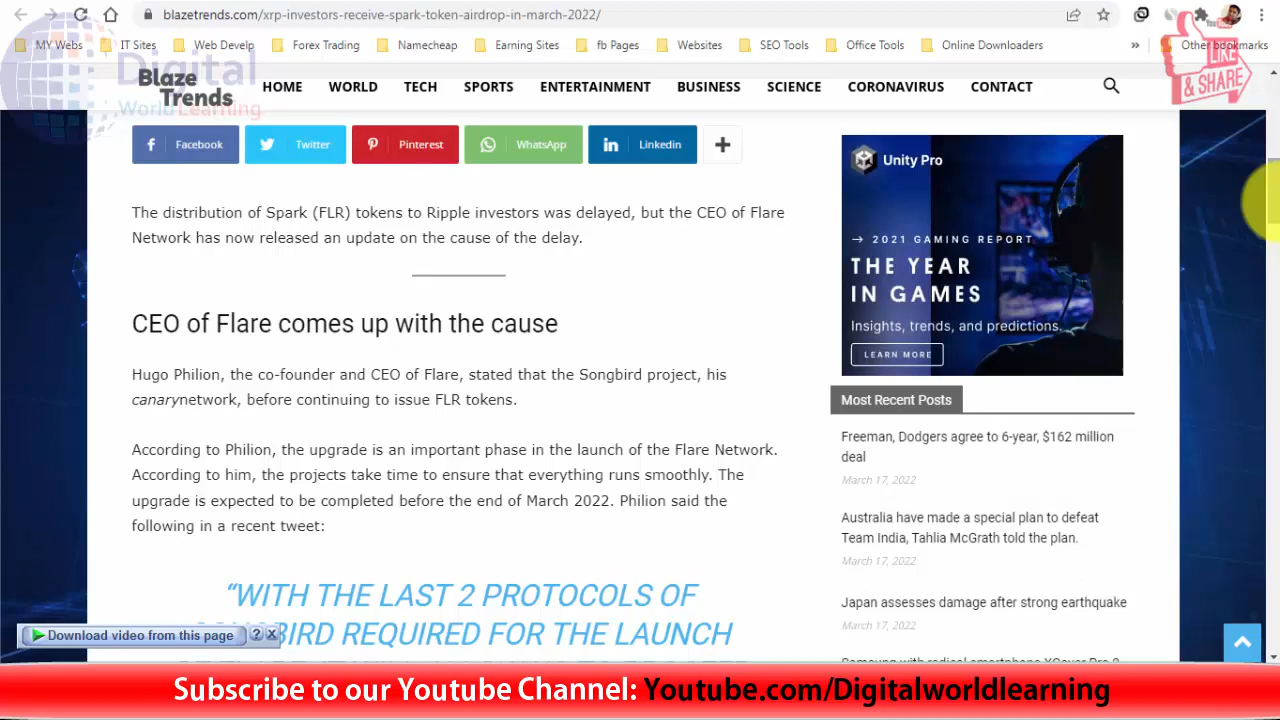 blazetrends.com/xrp-investors-receive-spark-token-airdrop-in-march-2022/
MY Webs IT Sites Web Develp Forex Trading Namecheap Earning Sites fb Pages Websites SEO Tools Office Tools Online Downloaders » Other bookmarks
Digital
World Learning
LIKE
& SHARE
Blaze
Trends
HOME WORLD TECH SPORTS ENTERTAINMENT BUSINESS SCIENCE CORONAVIRUS CONTACT
Facebook Twitter Pinterest WhatsApp Linkedin
The distribution of Spark (FLR) tokens to Ripple investors was delayed, but the CEO of Flare
Network has now released an update on the cause of the delay.
CEO of Flare comes up with the cause
Hugo Philion, the co-founder and CEO of Flare, stated that the Songbird project, his
canarynetwork, before continuing to issue FLR tokens.
According to Philion, the upgrade is an important phase in the launch of the Flare Network.
According to him, the projects take time to ensure that everything runs smoothly. The
upgrade is expected to be completed before the end of March 2022. Philion said the
following in a recent tweet:
“WITH THE LAST 2 PROTOCOLS OF
SONGBIRD REQUIRED FOR THE LAUNCH
Unity Pro
→ 2021 GAMING REPORT
THE YEAR
IN GAMES
Insights, trends, and predictions.
LEARN MORE
Most Recent Posts
Freeman, Dodgers agree to 6-year, $162 million
deal
March 17, 2022
Australia have made a special plan to defeat
Team India, Tahlia McGrath told the plan.
March 17, 2022
Japan assesses damage after strong earthquake
March 17, 2022
Download video from this page ? X
Subscribe to our Youtube Channel: Youtube.com/Digitalworldlearning